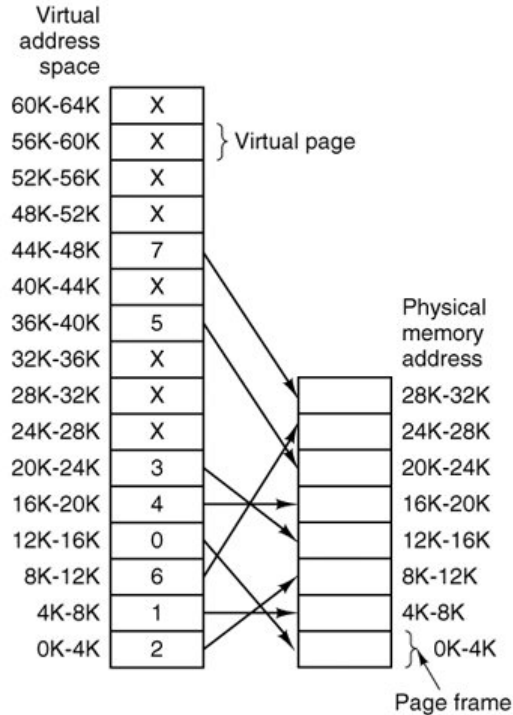 Virtual
address
space
60K-64K X
56K-60K X Virtual page
52K-56K X
48K-52K X
44K-48K 7
40K-44K X
36K-40K 5
32K-36K X
28K-32K X
24K-28K X
20K-24K 3
16K-20K 4
12K-16K 0
8K-12K 6
4K-8K 1
0K-4K 2
Physical
memory
address
28K-32K
24K-28K
20K-24K
16K-20K
12K-16K
8K-12K
4K-8K
0K-4K
Page frame